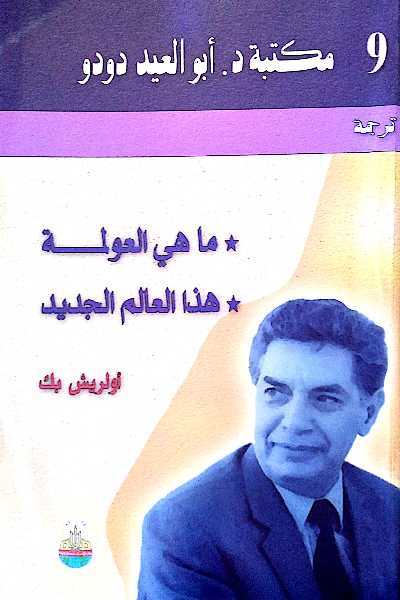 9 مكتبة د. أبو العيد دودو
ترجمة
* ما هي العولمة
* هذا العالم الجديد
أولريش بك